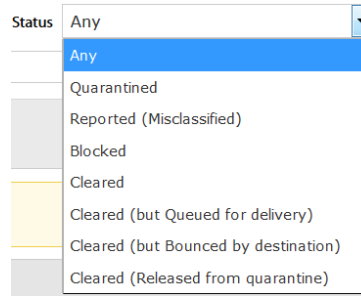 Status Any
Any
Quarantined
Reported (Misclassified)
Blocked
Cleared
Cleared (but Queued for delivery)
Cleared (but Bounced by destination)
Cleared (Released from quarantine)